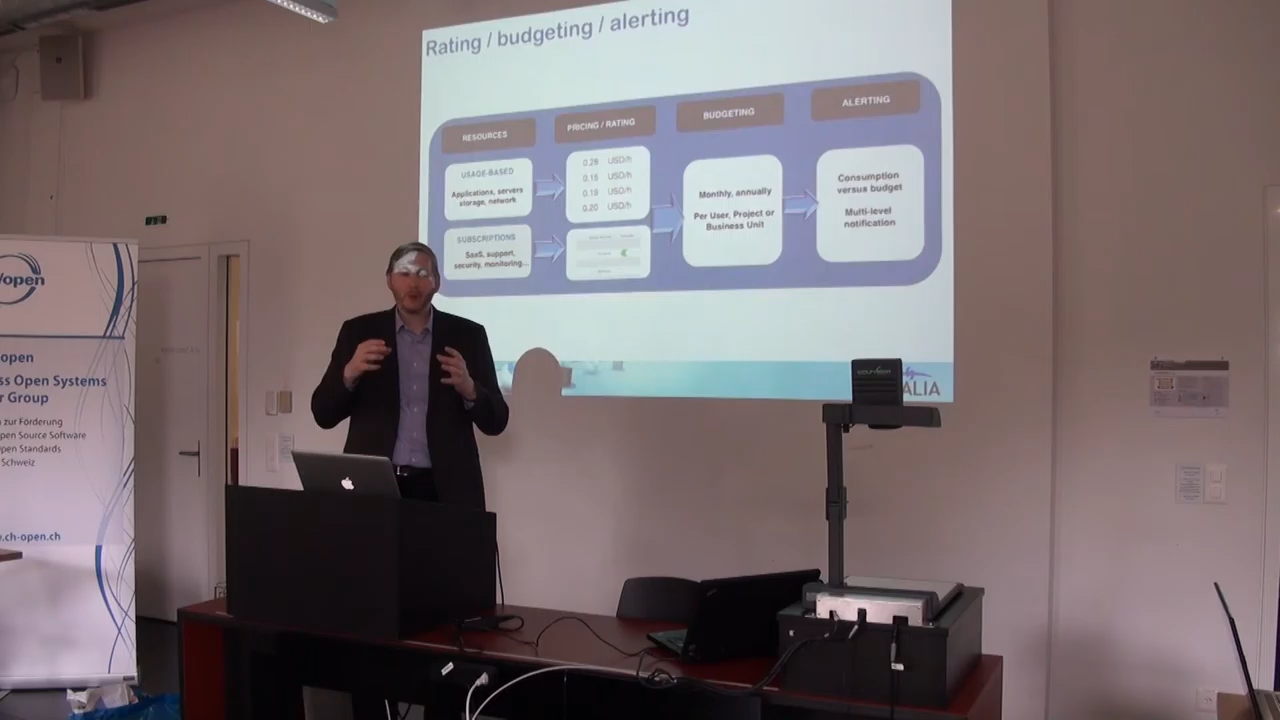 Rating / budgeting / alerting
RESOURCES
PRICING / RATING
BUDGETING
ALERTING
USAGE-BASED
Applications, servers
storage, network
0.28 USD/h
0.15 USD/h
0.18 USD/h
0.20 USD/h
Monthly, annually
Per User, Project or
Business Unit
Consumption
versus budget
Multi-level
notification
SUBSCRIPTIONS
SaaS, support,
security, monitoring...
ALIA
/open
open
ss Open Systems
r Group
zur Förderung
pen Source Software
pen Standards
Schweiz
.ch-open.ch